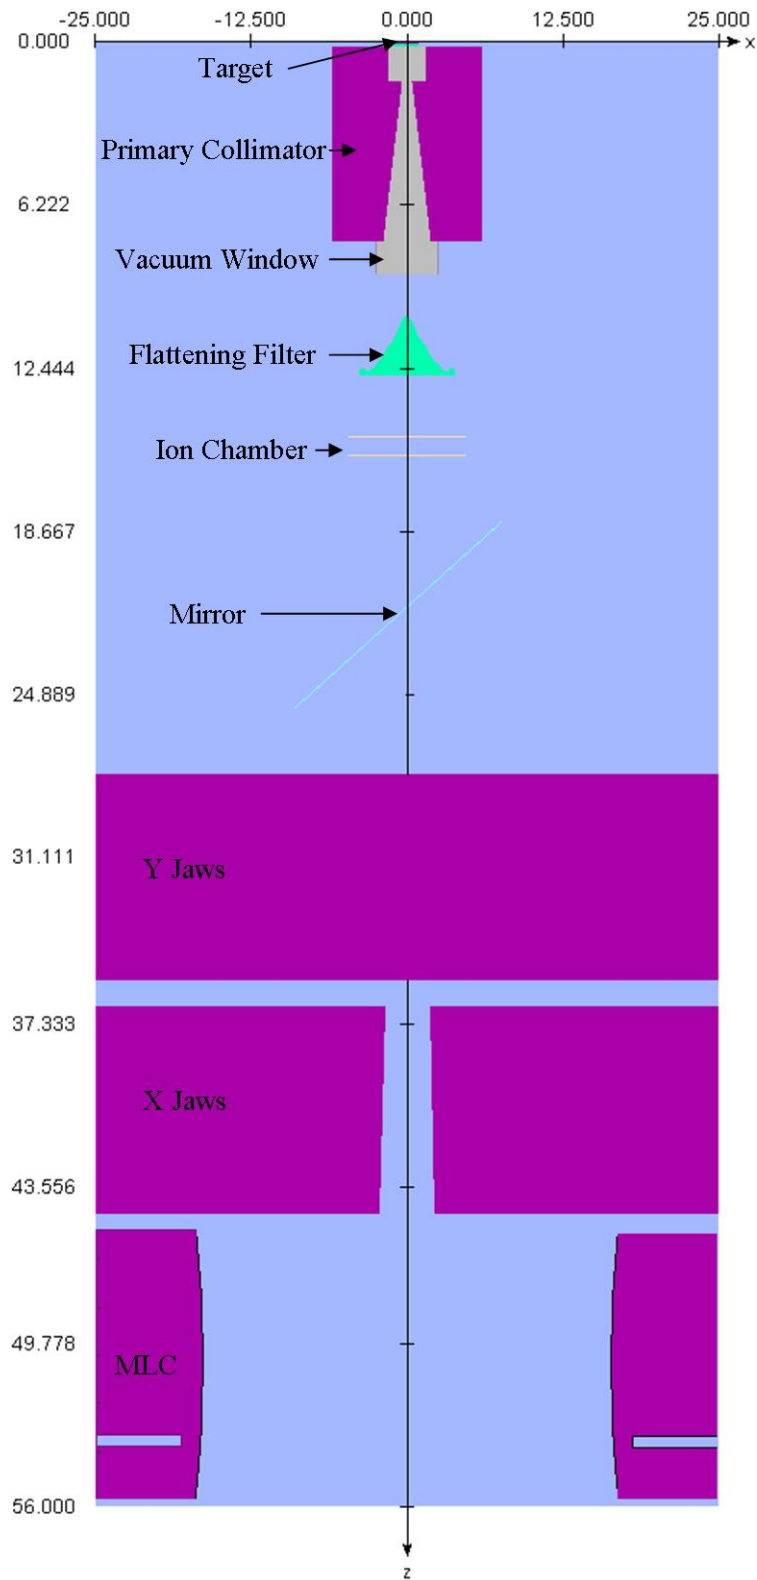 -25.000 -12.500 0.000 12.500 25.000
0.000
x
Target
Primary Collimator
6.222
Vacuum Window
Flattening Filter
12.444
Ion Chamber
18.667
Mirror
24.889
31.111
Y Jaws
37.333
X Jaws
43.556
49.778
MLC
56.000
z